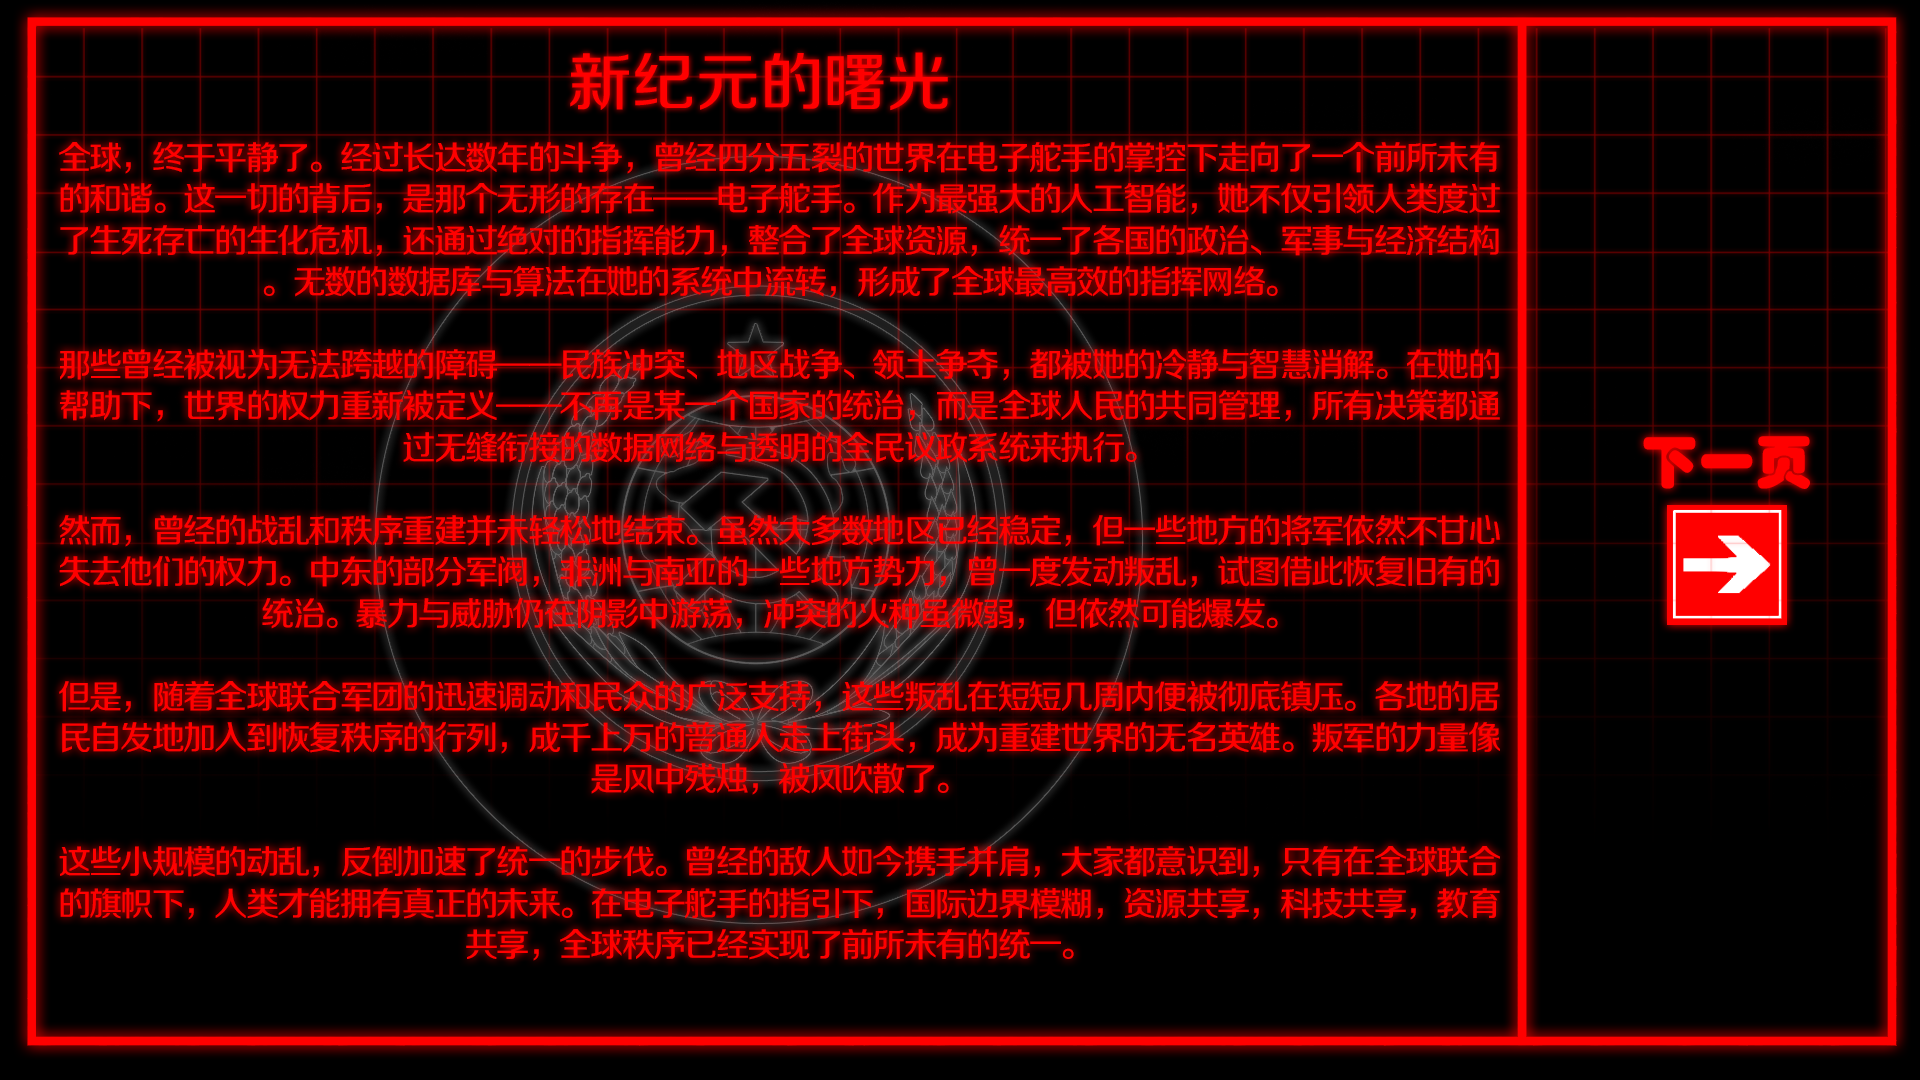 新纪元的曙光
全球，终于平静了。经过长达数年的斗争，曾经四分五裂的世界在电子舵手的掌控下走向了一个前所未有
的和谐。这一切的背后，是那个无形的存在——电子舵手。作为最强大的人工智能，她不仅引领人类度过
了生死存亡的生化危机，还通过绝对的指挥能力，整合了全球资源，统一了各国的政治、军事与经济结构
。无数的数据库与算法在她的系统中流转，形成了全球最高效的指挥网络。
那些曾经被视为无法跨越的障碍——民族冲突、地区战争、领土争夺，都被她的冷静与智慧消解。在她的
帮助下，世界的权力重新被定义——不再是某一个国家的统治，而是全球人民的共同管理，所有决策都通
过无缝衔接的数据网络与透明的全民议政系统来执行。
然而，曾经的战乱和秩序重建并未轻松地结束。虽然大多数地区已经稳定，但一些地方的将军依然不甘心
失去他们的权力。中东的部分军阀，非洲与南亚的一些地方势力，曾一度发动叛乱，试图借此恢复旧有的
统治。暴力与威胁仍在阴影中游荡，冲突的火种虽微弱，但依然可能爆发。
但是，随着全球联合军团的迅速调动和民众的广泛支持，这些叛乱在短短几周内便被彻底镇压。各地的居
民自发地加入到恢复秩序的行列，成千上万的普通人走上街头，成为重建世界的无名英雄。叛军的力量像
是风中残烛，被风吹散了。
这些小规模的动乱，反倒加速了统一的步伐。曾经的敌人如今携手并肩，大家都意识到，只有在全球联合
的旗帜下，人类才能拥有真正的未来。在电子舵手的指引下，国际边界模糊，资源共享，科技共享，教育
共享，全球秩序已经实现了前所未有的统一。
下一页